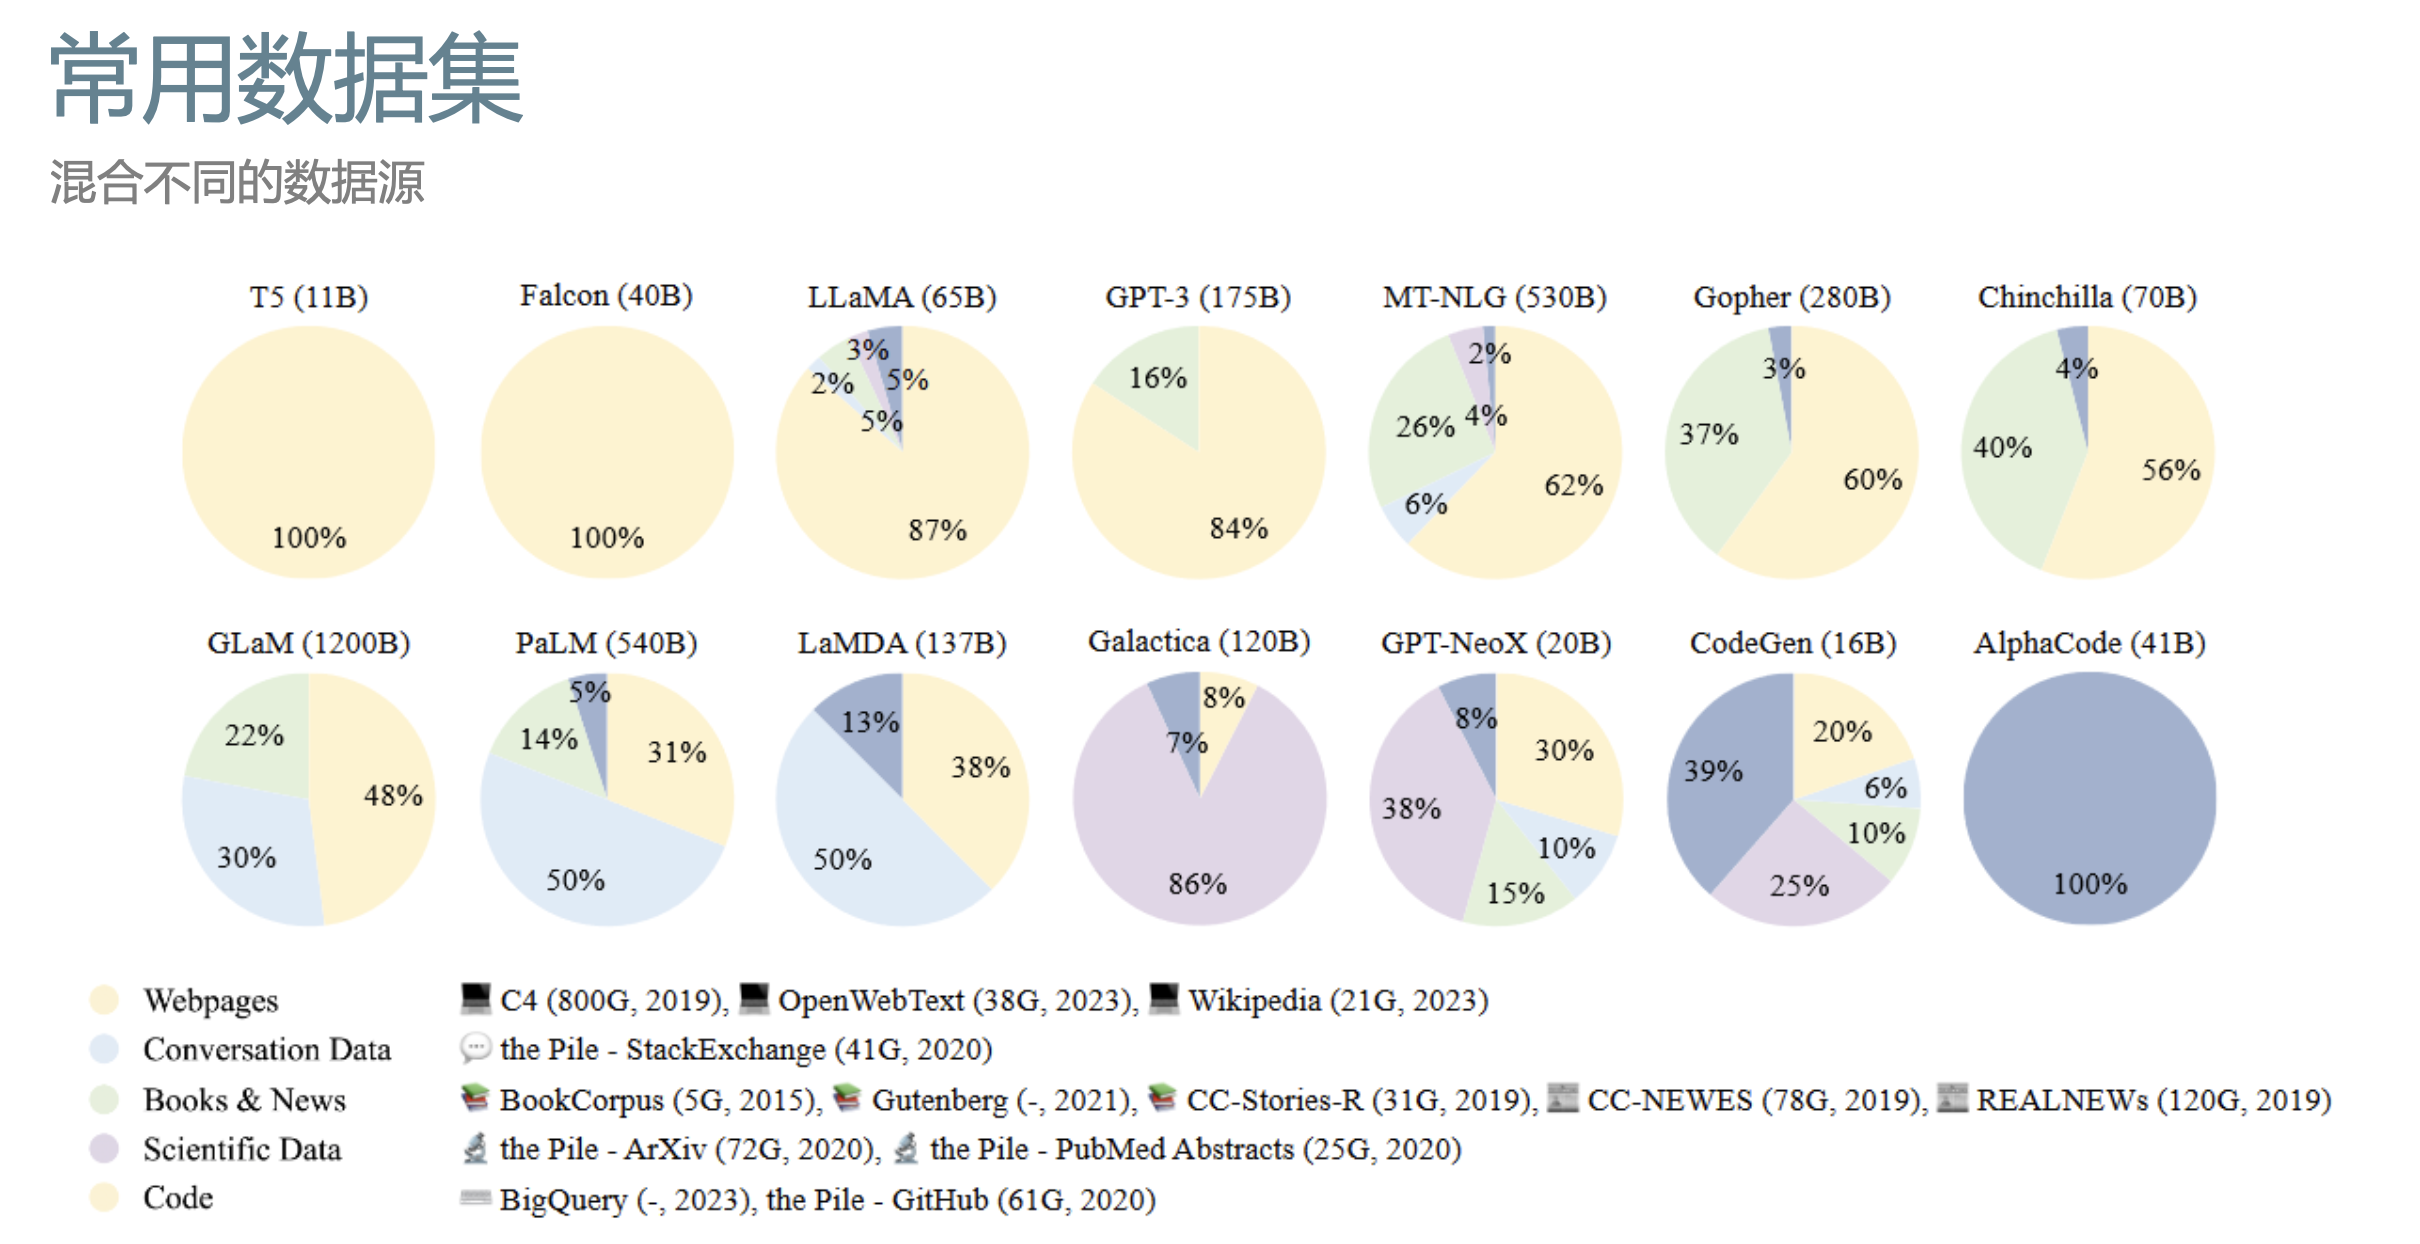 常用数据集
混合不同的数据源
T5 (11B)
100%
Falcon (40B)
100%
LLaMA (65B)
3%
2%
5%
5%
87%
GPT-3 (175B)
16%
84%
MT-NLG (530B)
2%
26%
4%
6%
62%
Gopher (280B)
3%
37%
60%
Chinchilla (70B)
4%
40%
56%
GLaM (1200B)
22%
48%
30%
PaLM (540B)
5%
14%
31%
50%
LaMDA (137B)
13%
38%
50%
Galactica (120B)
8%
7%
86%
GPT-NeoX (20B)
8%
30%
38%
10%
15%
CodeGen (16B)
20%
39%
6%
10%
25%
AlphaCode (41B)
100%
Webpages C4 (800G, 2019), OpenWebText (38G, 2023), Wikipedia (21G, 2023)
Conversation Data the Pile - StackExchange (41G, 2020)
Books & News BookCorpus (5G, 2015), Gutenberg (-, 2021), CC-Stories-R (31G, 2019), CC-NEWES (78G, 2019), REALNEWs (120G, 2019)
Scientific Data the Pile - ArXiv (72G, 2020), the Pile - PubMed Abstracts (25G, 2020)
Code BigQuery (-, 2023), the Pile - GitHub (61G, 2020)